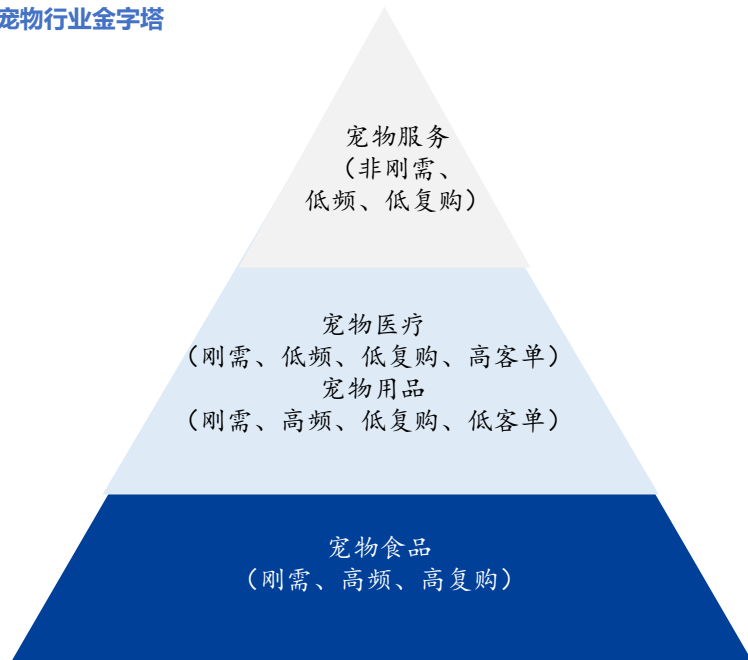 宠物行业金字塔
宠物服务
（非刚需、
低频、低复购）
宠物医疗
（刚需、低频、低复购、高客单）
宠物用品
（刚需、高频、低复购、低客单）
宠物食品
（刚需、高频、高复购）